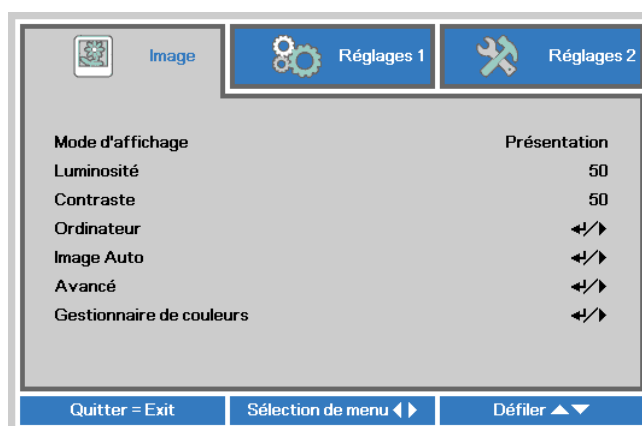 Image Réglages 1 Réglages 2
Mode d'affichage Présentation
Luminosité 50
Contraste 50
Ordinateur ↵/▶
Image Auto ↵/▶
Avancé ↵/▶
Gestionnaire de couleurs ↵/▶
Quitter = Exit Sélection de menu ◀▶ Défiler ▲▼